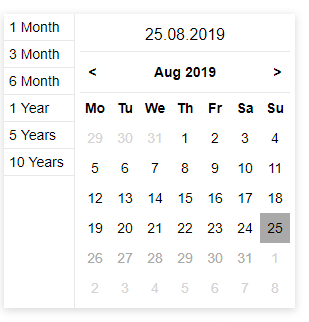 1 Month
3 Month
6 Month
1 Year
5 Years
10 Years
25.08.2019
< Aug 2019 >
Mo Tu We Th Fr Sa Su
29 30 31 1 2 3 4
5 6 7 8 9 10 11
12 13 14 15 16 17 18
19 20 21 22 23 24 25
26 27 28 29 30 31 1
2 3 4 5 6 7 8